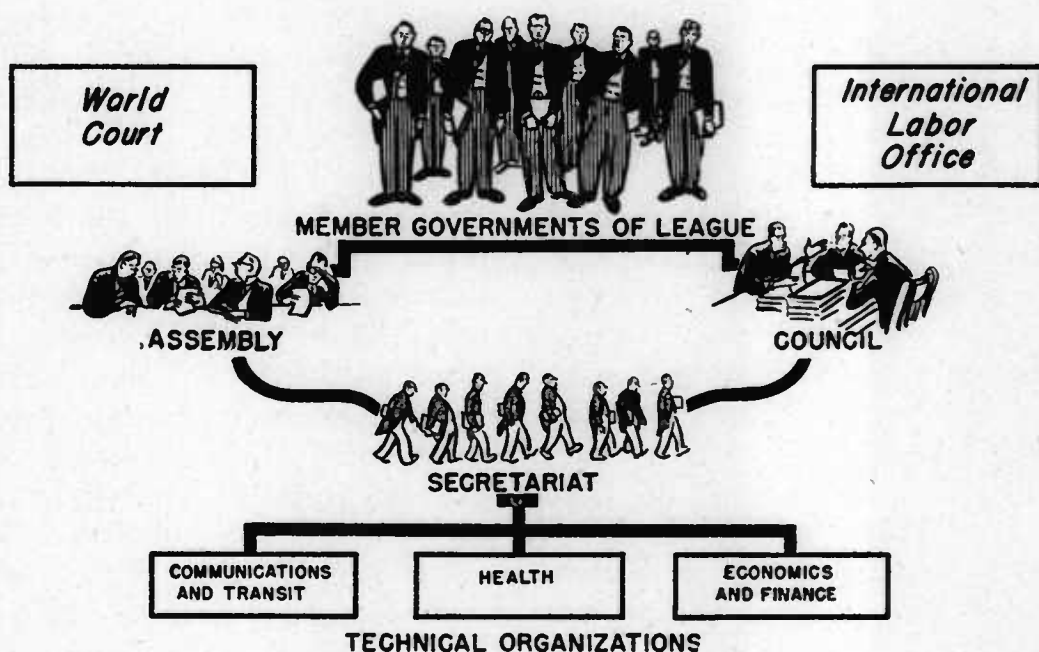 World
Court
International
Labor
Office
MEMBER GOVERNMENTS OF LEAGUE
ASSEMBLY
COUNCIL
SECRETARIAT
COMMUNICATIONS
AND TRANSIT
HEALTH
ECONOMICS
AND FINANCE
TECHNICAL ORGANIZATIONS